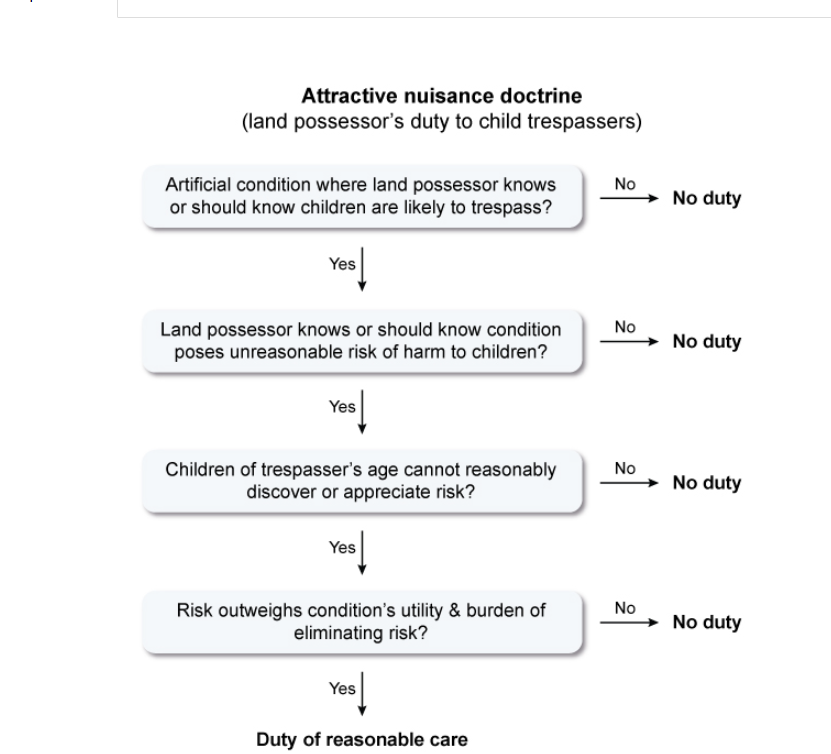 Attractive nuisance doctrine
(land possessor's duty to child trespassers)
Artificial condition where land possessor knows
or should know children are likely to trespass?
No
No duty
Yes
Land possessor knows or should know condition
poses unreasonable risk of harm to children?
No
No duty
Yes
Children of trespasser's age cannot reasonably
discover or appreciate risk?
No
No duty
Yes
Risk outweighs condition's utility & burden of
eliminating risk?
No
No duty
Yes
Duty of reasonable care